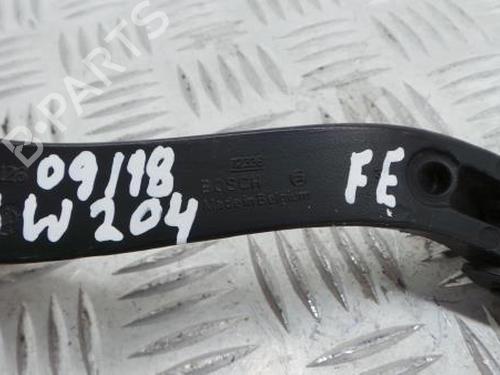 B-PARTS
09/18
W204
FE
BOSCH
Made in Belgium